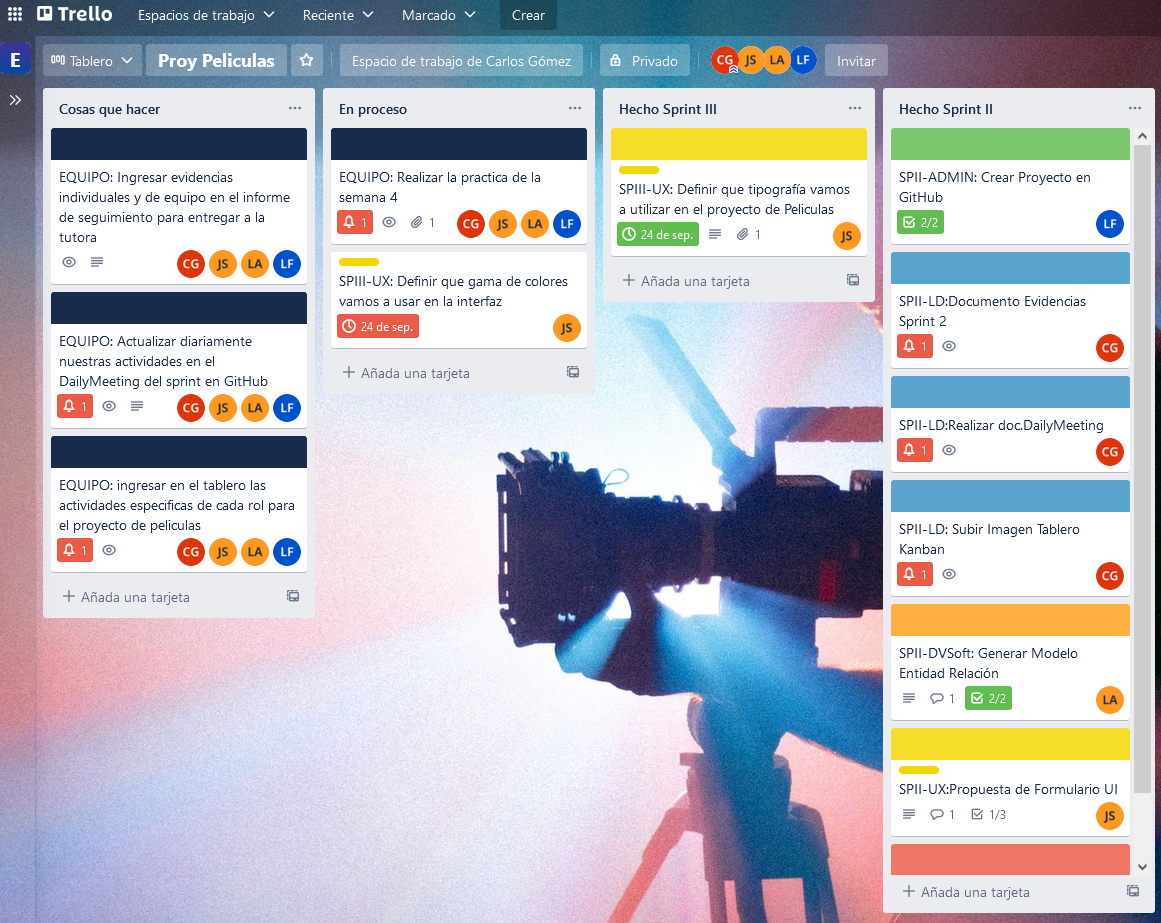 Trello
Espacios de trabajo
Reciente
Marcado
Crear
E
Tablero
Proy Peliculas
Espacio de trabajo de Carlos Gómez
Privado
CG JS LA LF
Invitar
Cosas que hacer
EQUIPO: Ingresar evidencias
individuales y de equipo en el informe
de seguimiento para entregar a la
tutora
CG JS LA LF
EQUIPO: Actualizar diariamente
nuestras actividades en el
DailyMeeting del sprint en GitHub
1
CG JS LA LF
EQUIPO: ingresar en el tablero las
actividades especificas de cada rol para
el proyecto de peliculas
1
CG JS LA LF
Añada una tarjeta
En proceso
EQUIPO: Realizar la practica de la
semana 4
1 1 CG JS LA LF
SPIII-UX: Definir que gama de colores
vamos a usar en la interfaz
24 de sep.
JS
Añada una tarjeta
Hecho Sprint III
SPIII-UX: Definir que tipografía vamos
a utilizar en el proyecto de Peliculas
24 de sep. 1
JS
Añada una tarjeta
Hecho Sprint II
SPII-ADMIN: Crear Proyecto en
GitHub
2/2
LF
SPII-LD:Documento Evidencias
Sprint 2
1
CG
SPII-LD:Realizar doc.DailyMeeting
1
CG
SPII-LD: Subir Imagen Tablero
Kanban
1
CG
SPII-DVSoft: Generar Modelo
Entidad Relación
1 2/2
LA
SPII-UX:Propuesta de Formulario UI
1 1/3
JS
Añada una tarjeta